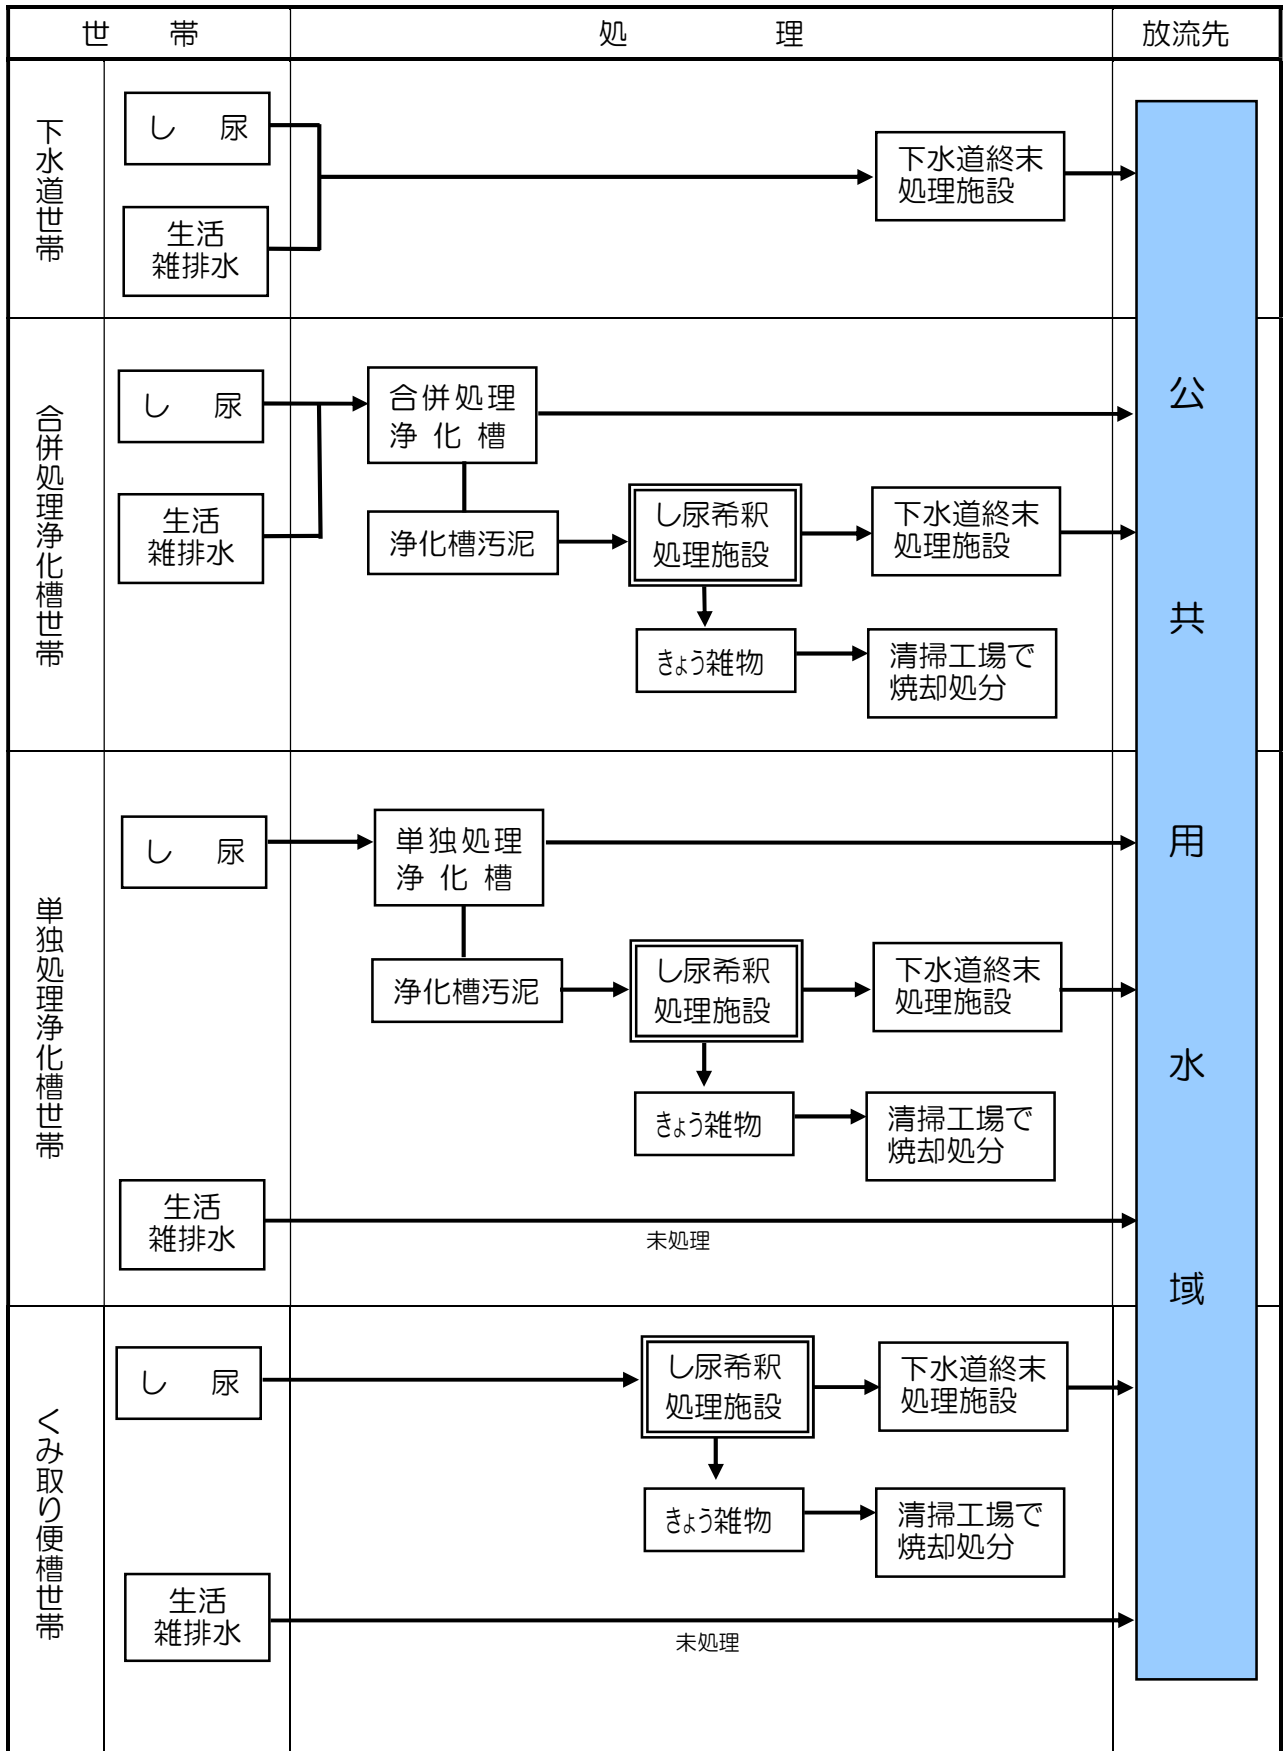 世　帯
処　理
放流先
下水道世帯
し　尿
生活
雑排水
下水道終末
処理施設
合併処理浄化槽世帯
し　尿
生活
雑排水
合併処理
浄化槽
浄化槽汚泥
し尿希釈
処理施設
下水道終末
処理施設
きょう雑物
清掃工場で
焼却処分
単独処理浄化槽世帯
し　尿
単独処理
浄化槽
浄化槽汚泥
し尿希釈
処理施設
下水道終末
処理施設
きょう雑物
清掃工場で
焼却処分
生活
雑排水
未処理
くみ取り便槽世帯
し　尿
し尿希釈
処理施設
下水道終末
処理施設
きょう雑物
清掃工場で
焼却処分
生活
雑排水
未処理
公共用水域